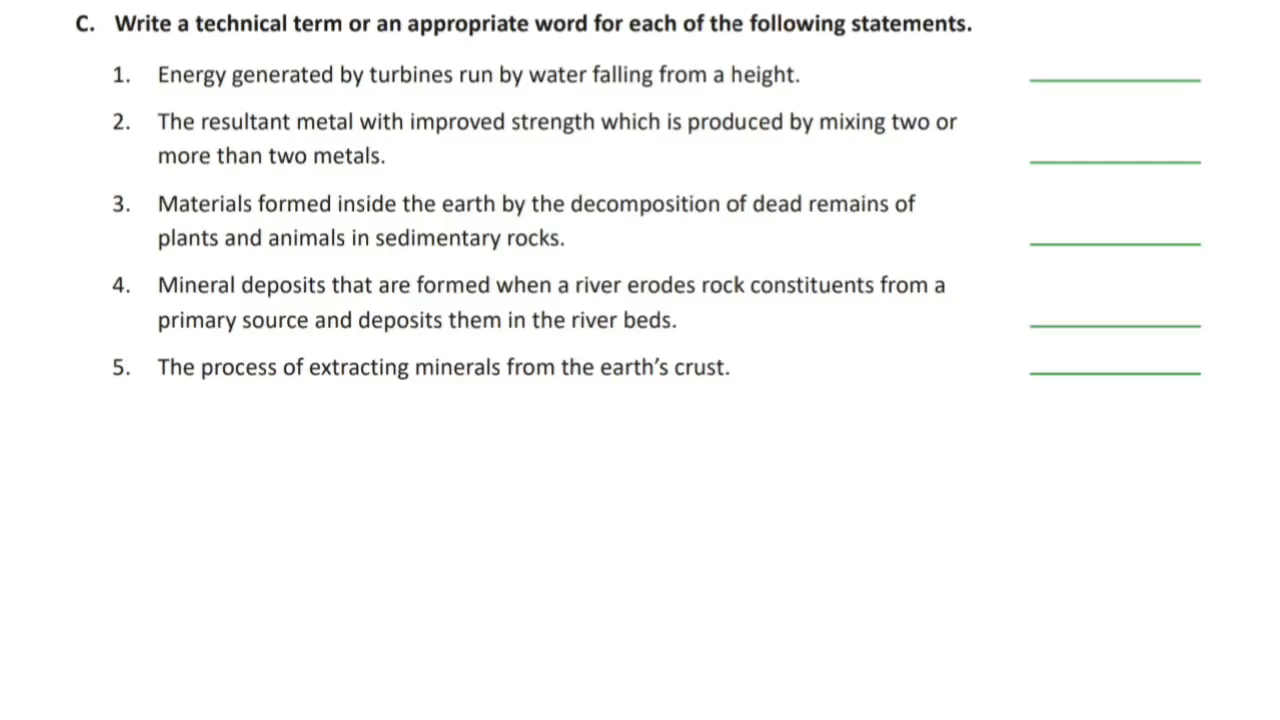 C. Write a technical term or an appropriate word for each of the following statements.
1. Energy generated by turbines run by water falling from a height.
2. The resultant metal with improved strength which is produced by mixing two or
more than two metals.
3. Materials formed inside the earth by the decomposition of dead remains of
plants and animals in sedimentary rocks.
4. Mineral deposits that are formed when a river erodes rock constituents from a
primary source and deposits them in the river beds.
5. The process of extracting minerals from the earth’s crust.